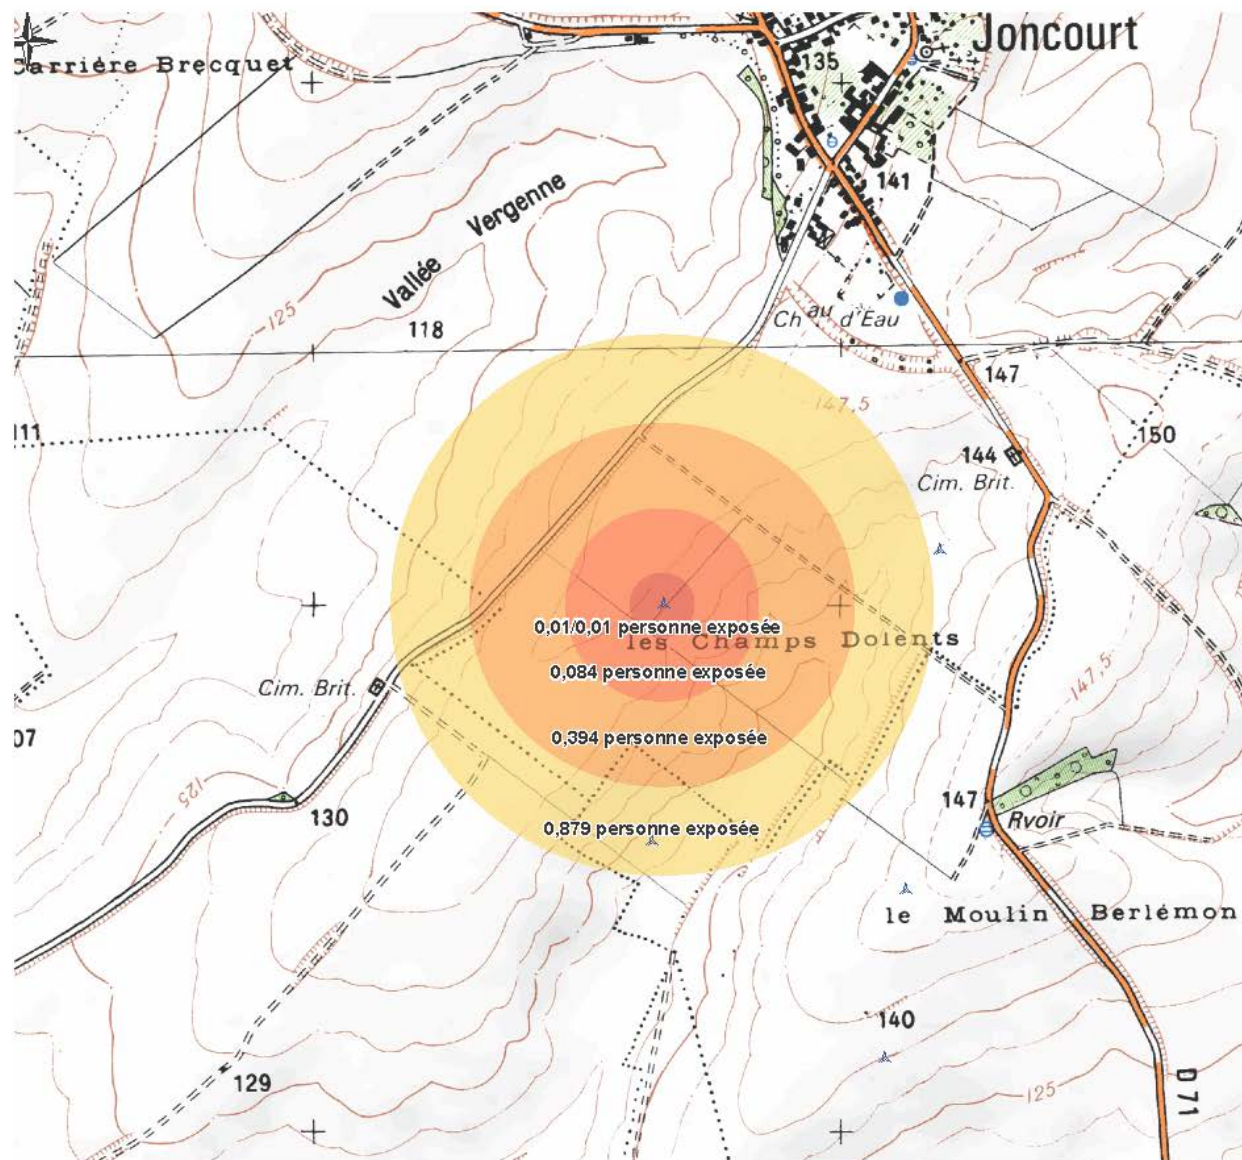 Joncourt
Carrière Brecquet
135
141
Vallée Vergenne
125
118
Ch au d'Eau
147
147,5
111
150
144
Cim. Brit.
0,01/0,01 personne exposée
les Champs Dolents
0,084 personne exposée
Cim. Brit.
147,5
07
0,394 personne exposée
125
130
147
Rvoir
0,879 personne exposée
le Moulin Berlémon
140
129
125
D 71